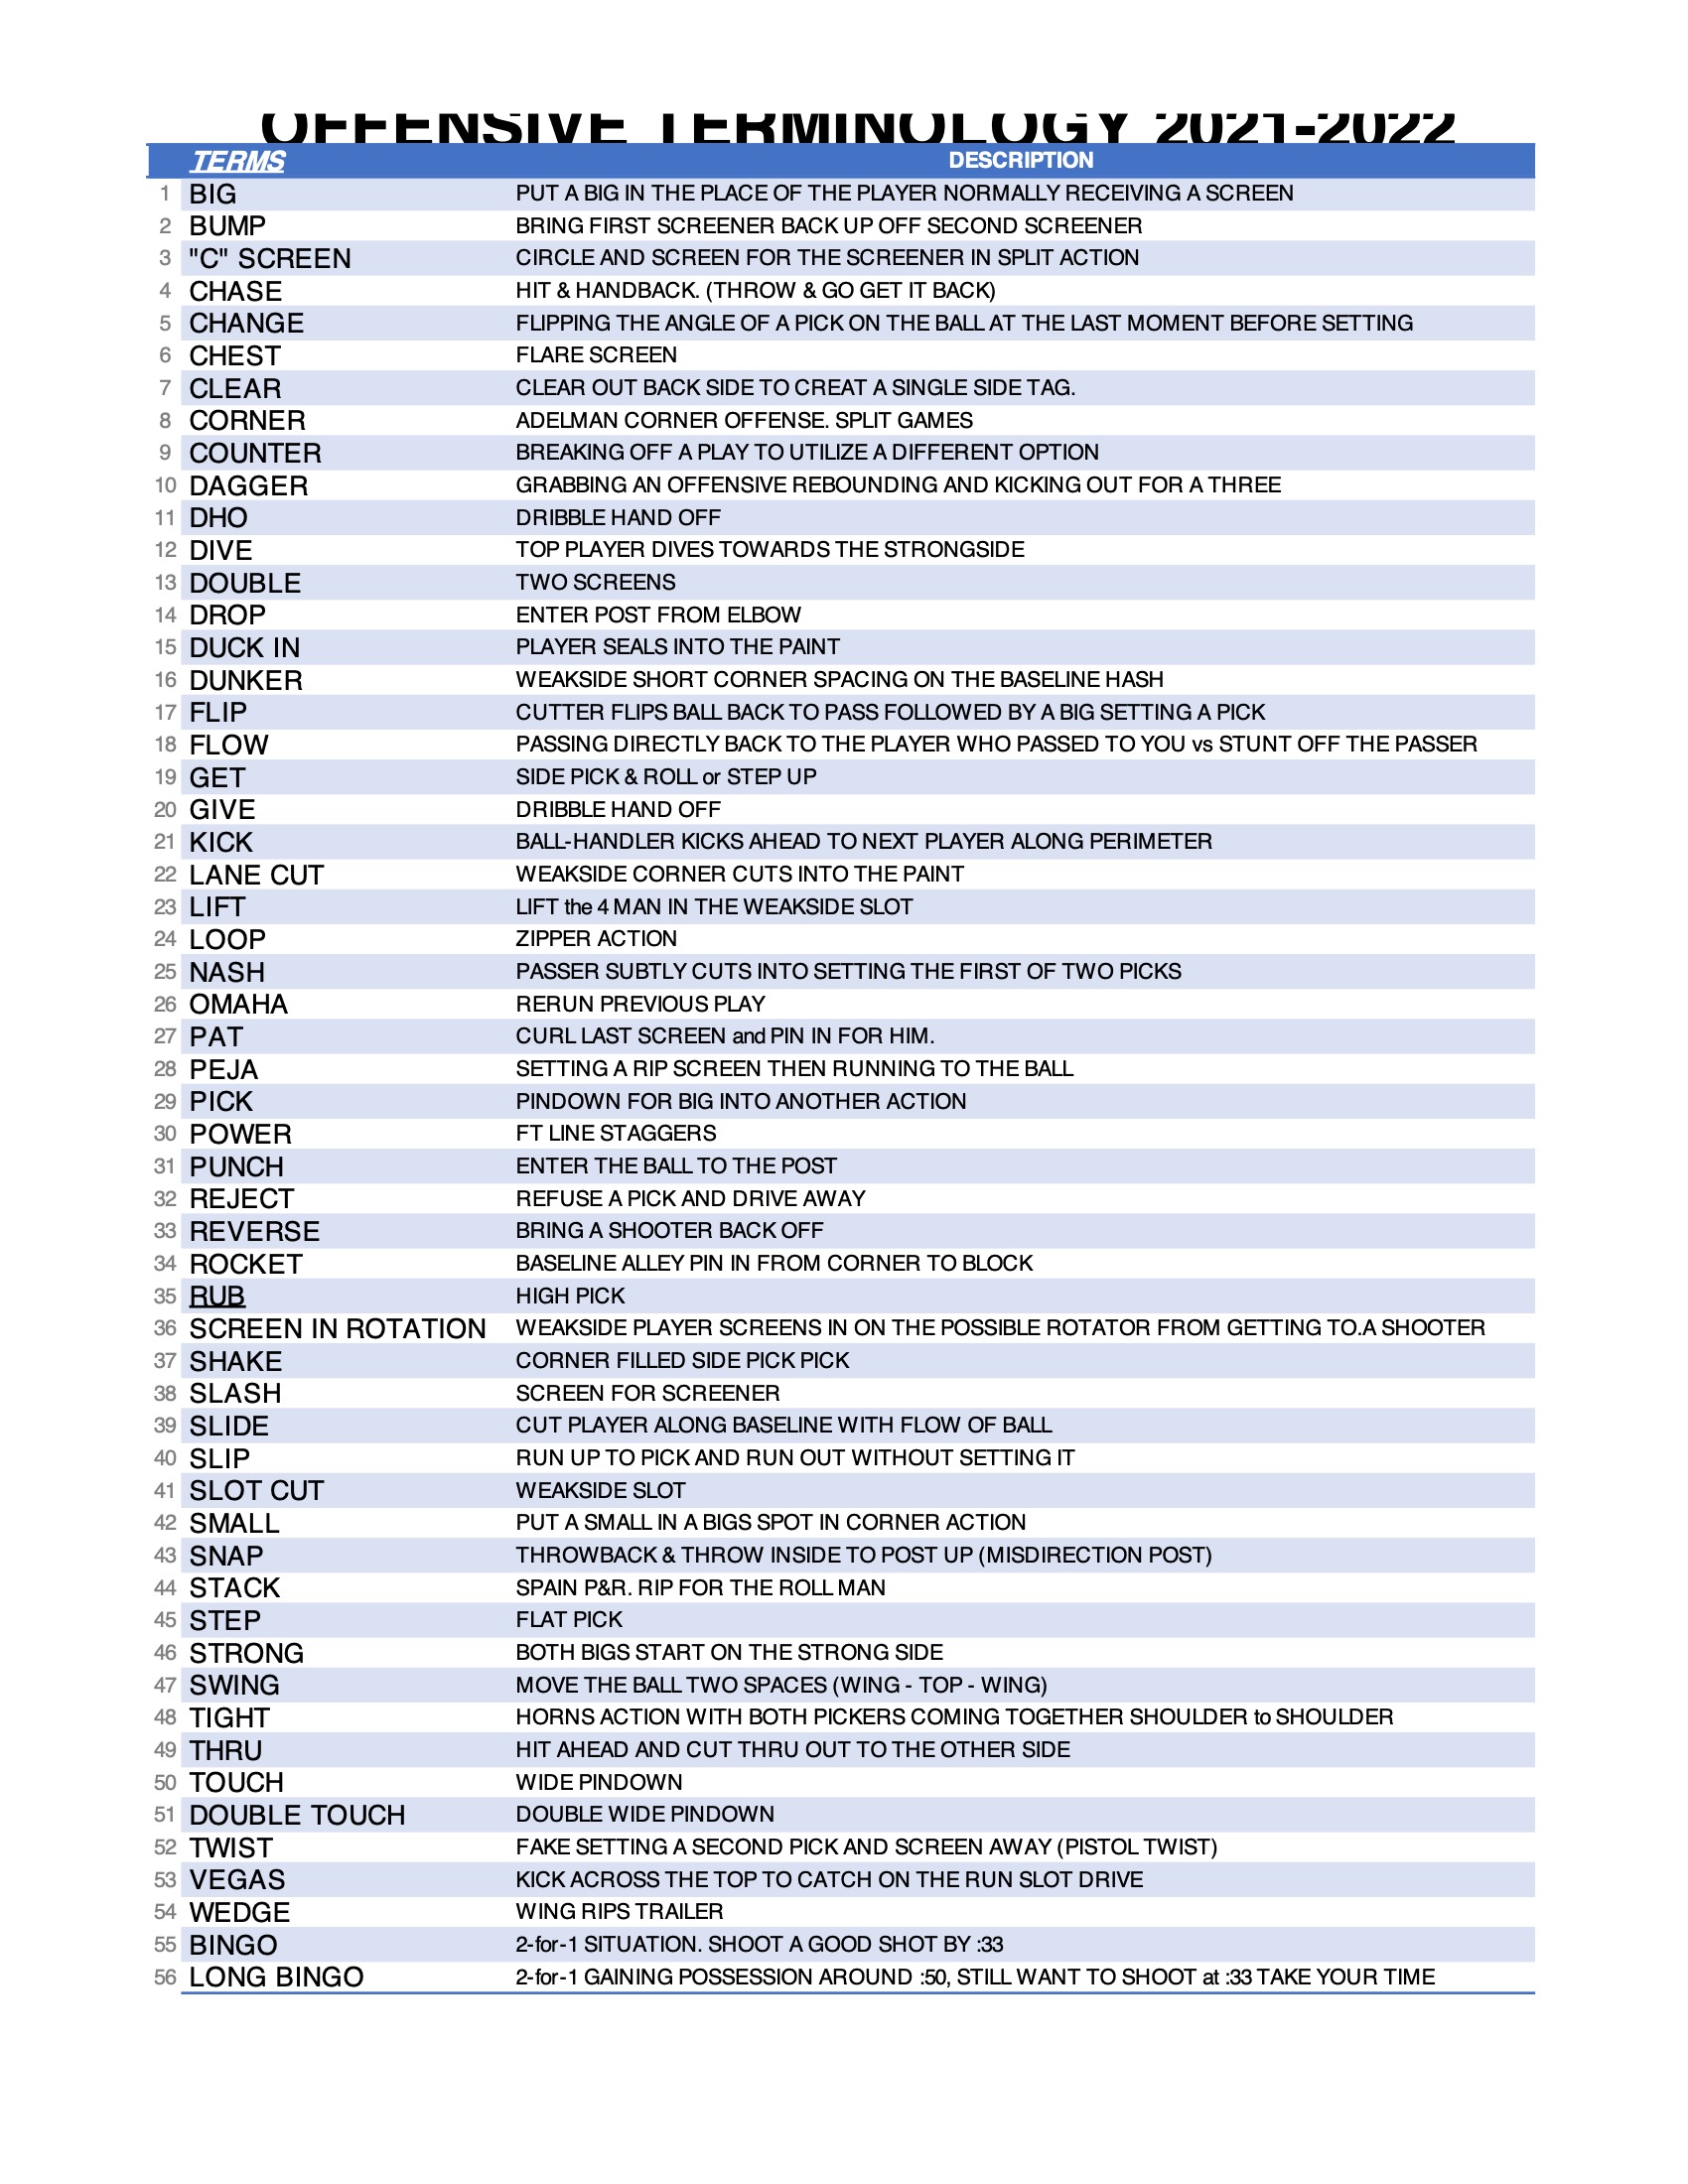 OFFENSIVE TERMINOLOGY 2021-2022
TERMS DESCRIPTION
1 BIG PUT A BIG IN THE PLACE OF THE PLAYER NORMALLY RECEIVING A SCREEN
2 BUMP BRING FIRST SCREENER BACK UP OFF SECOND SCREENER
3 "C" SCREEN CIRCLE AND SCREEN FOR THE SCREENER IN SPLIT ACTION
4 CHASE HIT & HANDBACK. (THROW & GO GET IT BACK)
5 CHANGE FLIPPING THE ANGLE OF A PICK ON THE BALL AT THE LAST MOMENT BEFORE SETTING
6 CHEST FLARE SCREEN
7 CLEAR CLEAR OUT BACK SIDE TO CREAT A SINGLE SIDE TAG.
8 CORNER ADELMAN CORNER OFFENSE. SPLIT GAMES
9 COUNTER BREAKING OFF A PLAY TO UTILIZE A DIFFERENT OPTION
10 DAGGER GRABBING AN OFFENSIVE REBOUNDING AND KICKING OUT FOR A THREE
11 DHO DRIBBLE HAND OFF
12 DIVE TOP PLAYER DIVES TOWARDS THE STRONGSIDE
13 DOUBLE TWO SCREENS
14 DROP ENTER POST FROM ELBOW
15 DUCK IN PLAYER SEALS INTO THE PAINT
16 DUNKER WEAKSIDE SHORT CORNER SPACING ON THE BASELINE HASH
17 FLIP CUTTER FLIPS BALL BACK TO PASS FOLLOWED BY A BIG SETTING A PICK
18 FLOW PASSING DIRECTLY BACK TO THE PLAYER WHO PASSED TO YOU vs STUNT OFF THE PASSER
19 GET SIDE PICK & ROLL or STEP UP
20 GIVE DRIBBLE HAND OFF
21 KICK BALL-HANDLER KICKS AHEAD TO NEXT PLAYER ALONG PERIMETER
22 LANE CUT WEAKSIDE CORNER CUTS INTO THE PAINT
23 LIFT LIFT the 4 MAN IN THE WEAKSIDE SLOT
24 LOOP ZIPPER ACTION
25 NASH PASSER SUBTLY CUTS INTO SETTING THE FIRST OF TWO PICKS
26 OMAHA RERUN PREVIOUS PLAY
27 PAT CURL LAST SCREEN and PIN IN FOR HIM.
28 PEJA SETTING A RIP SCREEN THEN RUNNING TO THE BALL
29 PICK PINDOWN FOR BIG INTO ANOTHER ACTION
30 POWER FT LINE STAGGERS
31 PUNCH ENTER THE BALL TO THE POST
32 REJECT REFUSE A PICK AND DRIVE AWAY
33 REVERSE BRING A SHOOTER BACK OFF
34 ROCKET BASELINE ALLEY PIN IN FROM CORNER TO BLOCK
35 RUB HIGH PICK
36 SCREEN IN ROTATION WEAKSIDE PLAYER SCREENS IN ON THE POSSIBLE ROTATOR FROM GETTING TO.A SHOOTER
37 SHAKE CORNER FILLED SIDE PICK PICK
38 SLASH SCREEN FOR SCREENER
39 SLIDE CUT PLAYER ALONG BASELINE WITH FLOW OF BALL
40 SLIP RUN UP TO PICK AND RUN OUT WITHOUT SETTING IT
41 SLOT CUT WEAKSIDE SLOT
42 SMALL PUT A SMALL IN A BIGS SPOT IN CORNER ACTION
43 SNAP THROWBACK & THROW INSIDE TO POST UP (MISDIRECTION POST)
44 STACK SPAIN P&R. RIP FOR THE ROLL MAN
45 STEP FLAT PICK
46 STRONG BOTH BIGS START ON THE STRONG SIDE
47 SWING MOVE THE BALL TWO SPACES (WING - TOP - WING)
48 TIGHT HORNS ACTION WITH BOTH PICKERS COMING TOGETHER SHOULDER to SHOULDER
49 THRU HIT AHEAD AND CUT THRU OUT TO THE OTHER SIDE
50 TOUCH WIDE PINDOWN
51 DOUBLE TOUCH DOUBLE WIDE PINDOWN
52 TWIST FAKE SETTING A SECOND PICK AND SCREEN AWAY (PISTOL TWIST)
53 VEGAS KICK ACROSS THE TOP TO CATCH ON THE RUN SLOT DRIVE
54 WEDGE WING RIPS TRAILER
55 BINGO 2-for-1 SITUATION. SHOOT A GOOD SHOT BY :33
56 LONG BINGO 2-for-1 GAINING POSSESSION AROUND :50, STILL WANT TO SHOOT at :33 TAKE YOUR TIME